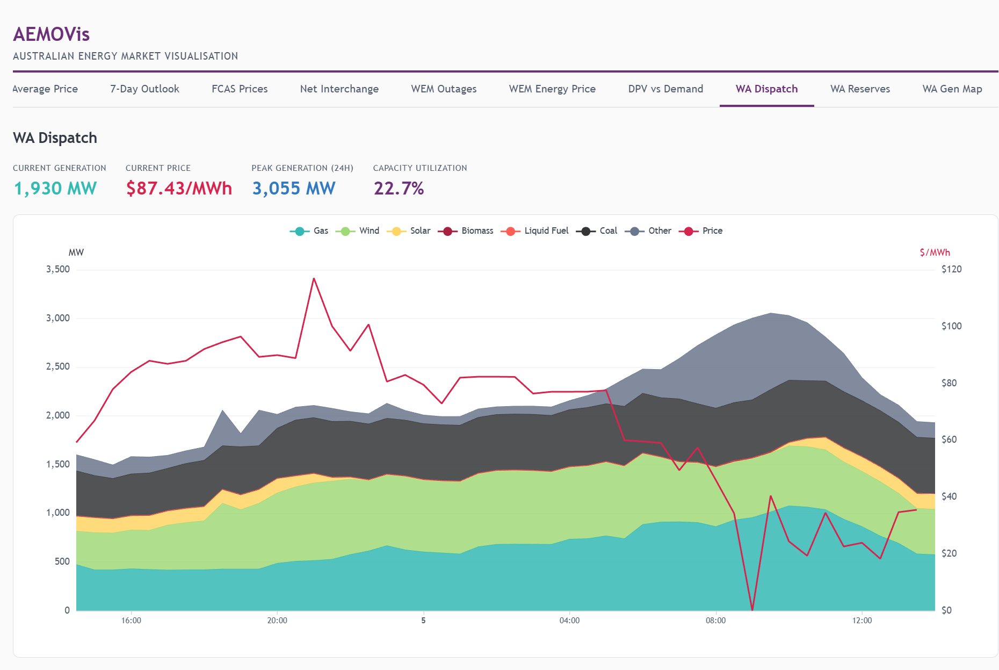 AEMOVis
AUSTRALIAN ENERGY MARKET VISUALISATION
Average Price 7-Day Outlook FCAS Prices Net Interchange WEM Outages WEM Energy Price DPV vs Demand WA Dispatch WA Reserves WA Gen Map
WA Dispatch
CURRENT GENERATION CURRENT PRICE PEAK GENERATION (24H) CAPACITY UTILIZATION
1,930 MW $87.43/MWh 3,055 MW 22.7%
Gas Wind Solar Biomass Liquid Fuel Coal Other Price
MW $/MWh
3,500 $120
3,000 $100
2,500 $80
2,000 $60
1,500 $40
1,000 $20
500 $0
0
16:00 20:00 5 04:00 08:00 12:00